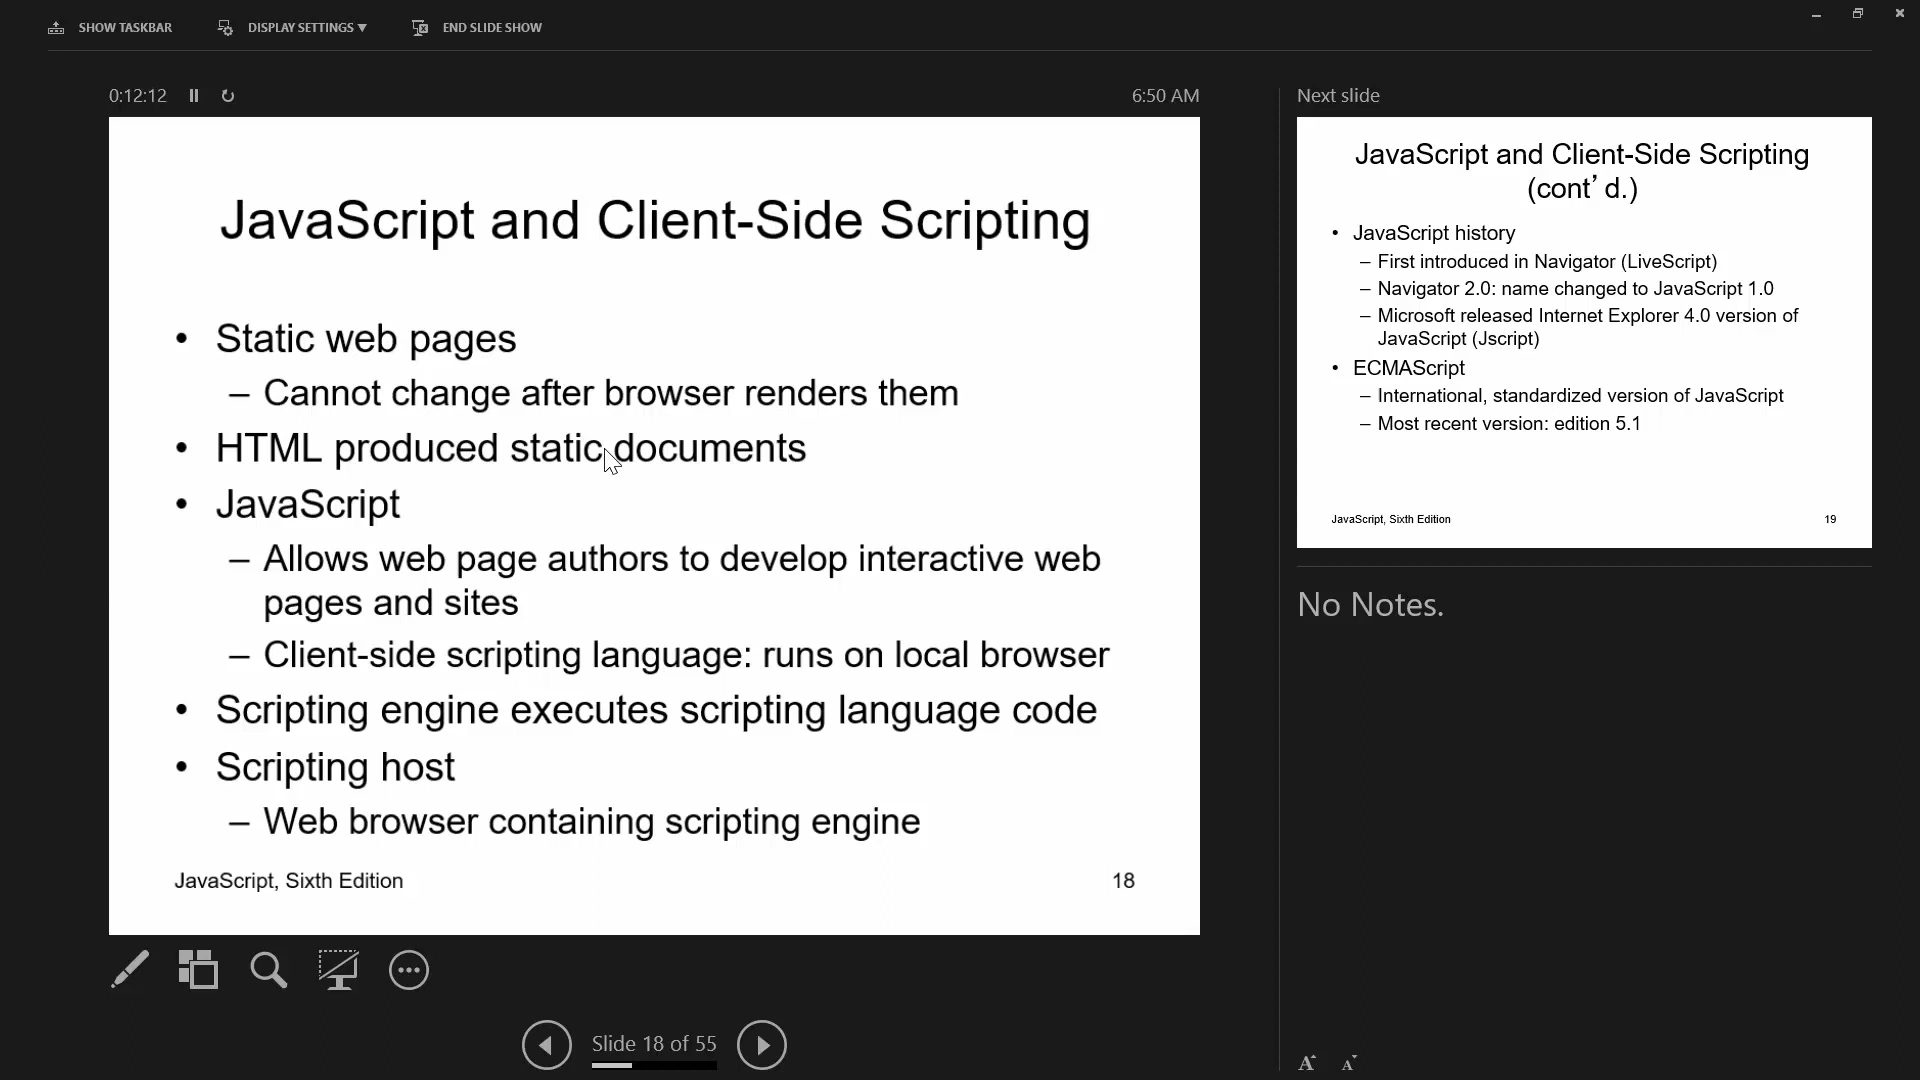 SHOW TASKBAR
DISPLAY SETTINGS ▼
END SLIDE SHOW
0:12:12
6:50 AM
JavaScript and Client-Side Scripting
• Static web pages
– Cannot change after browser renders them
• HTML produced static documents
• JavaScript
– Allows web page authors to develop interactive web
pages and sites
– Client-side scripting language: runs on local browser
• Scripting engine executes scripting language code
• Scripting host
– Web browser containing scripting engine
JavaScript, Sixth Edition
18
Slide 18 of 55
Next slide
JavaScript and Client-Side Scripting
(cont’d.)
• JavaScript history
– First introduced in Navigator (LiveScript)
– Navigator 2.0: name changed to JavaScript 1.0
– Microsoft released Internet Explorer 4.0 version of
JavaScript (Jscript)
• ECMAScript
– International, standardized version of JavaScript
– Most recent version: edition 5.1
JavaScript, Sixth Edition
19
No Notes.
A A